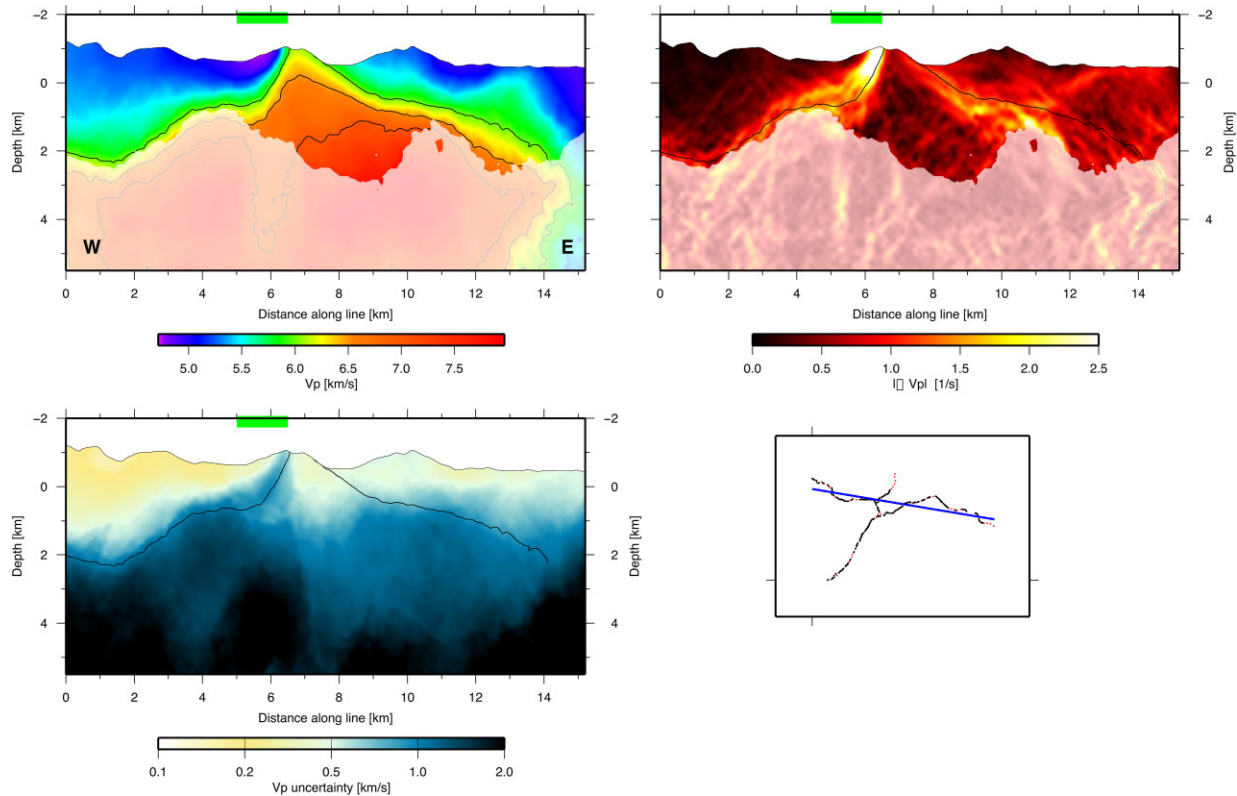 −2
0
2
4
Depth [km]
W
E
0 2 4 6 8 10 12 14
Distance along line [km]
5.0 5.5 6.0 6.5 7.0 7.5
Vp [km/s]
−2
0
2
4
Depth [km]
0 2 4 6 8 10 12 14
Distance along line [km]
0.0 0.5 1.0 1.5 2.0 2.5
|□ Vp| [1/s]
−2
0
2
4
Depth [km]
−2
0
2
4
Depth [km]
0 2 4 6 8 10 12 14
Distance along line [km]
0.1 0.2 0.5 1.0 2.0
Vp uncertainty [km/s]